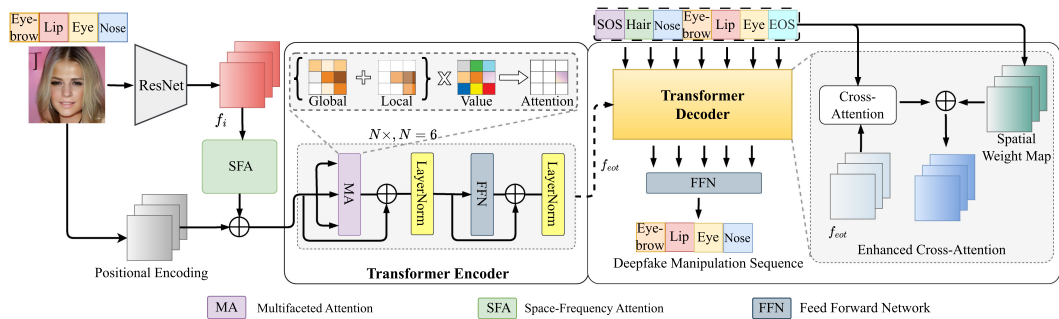 Eye-
brow
Lip
Eye
Nose
ResNet
f_i
SFA
Positional Encoding
{ Global + Local } X Value Attention
N×, N = 6
MA
LayerNorm
FFN
LayerNorm
Transformer Encoder
f_eot
SOS
Hair
Nose
Eye-
brow
Lip
Eye
EOS
Transformer
Decoder
FFN
Eye-
brow
Lip
Eye
Nose
Deepfake Manipulation Sequence
Cross-
Attention
Spatial
Weight Map
f_eot
Enhanced Cross-Attention
MA Multifaceted Attention
SFA Space-Frequency Attention
FFN Feed Forward Network